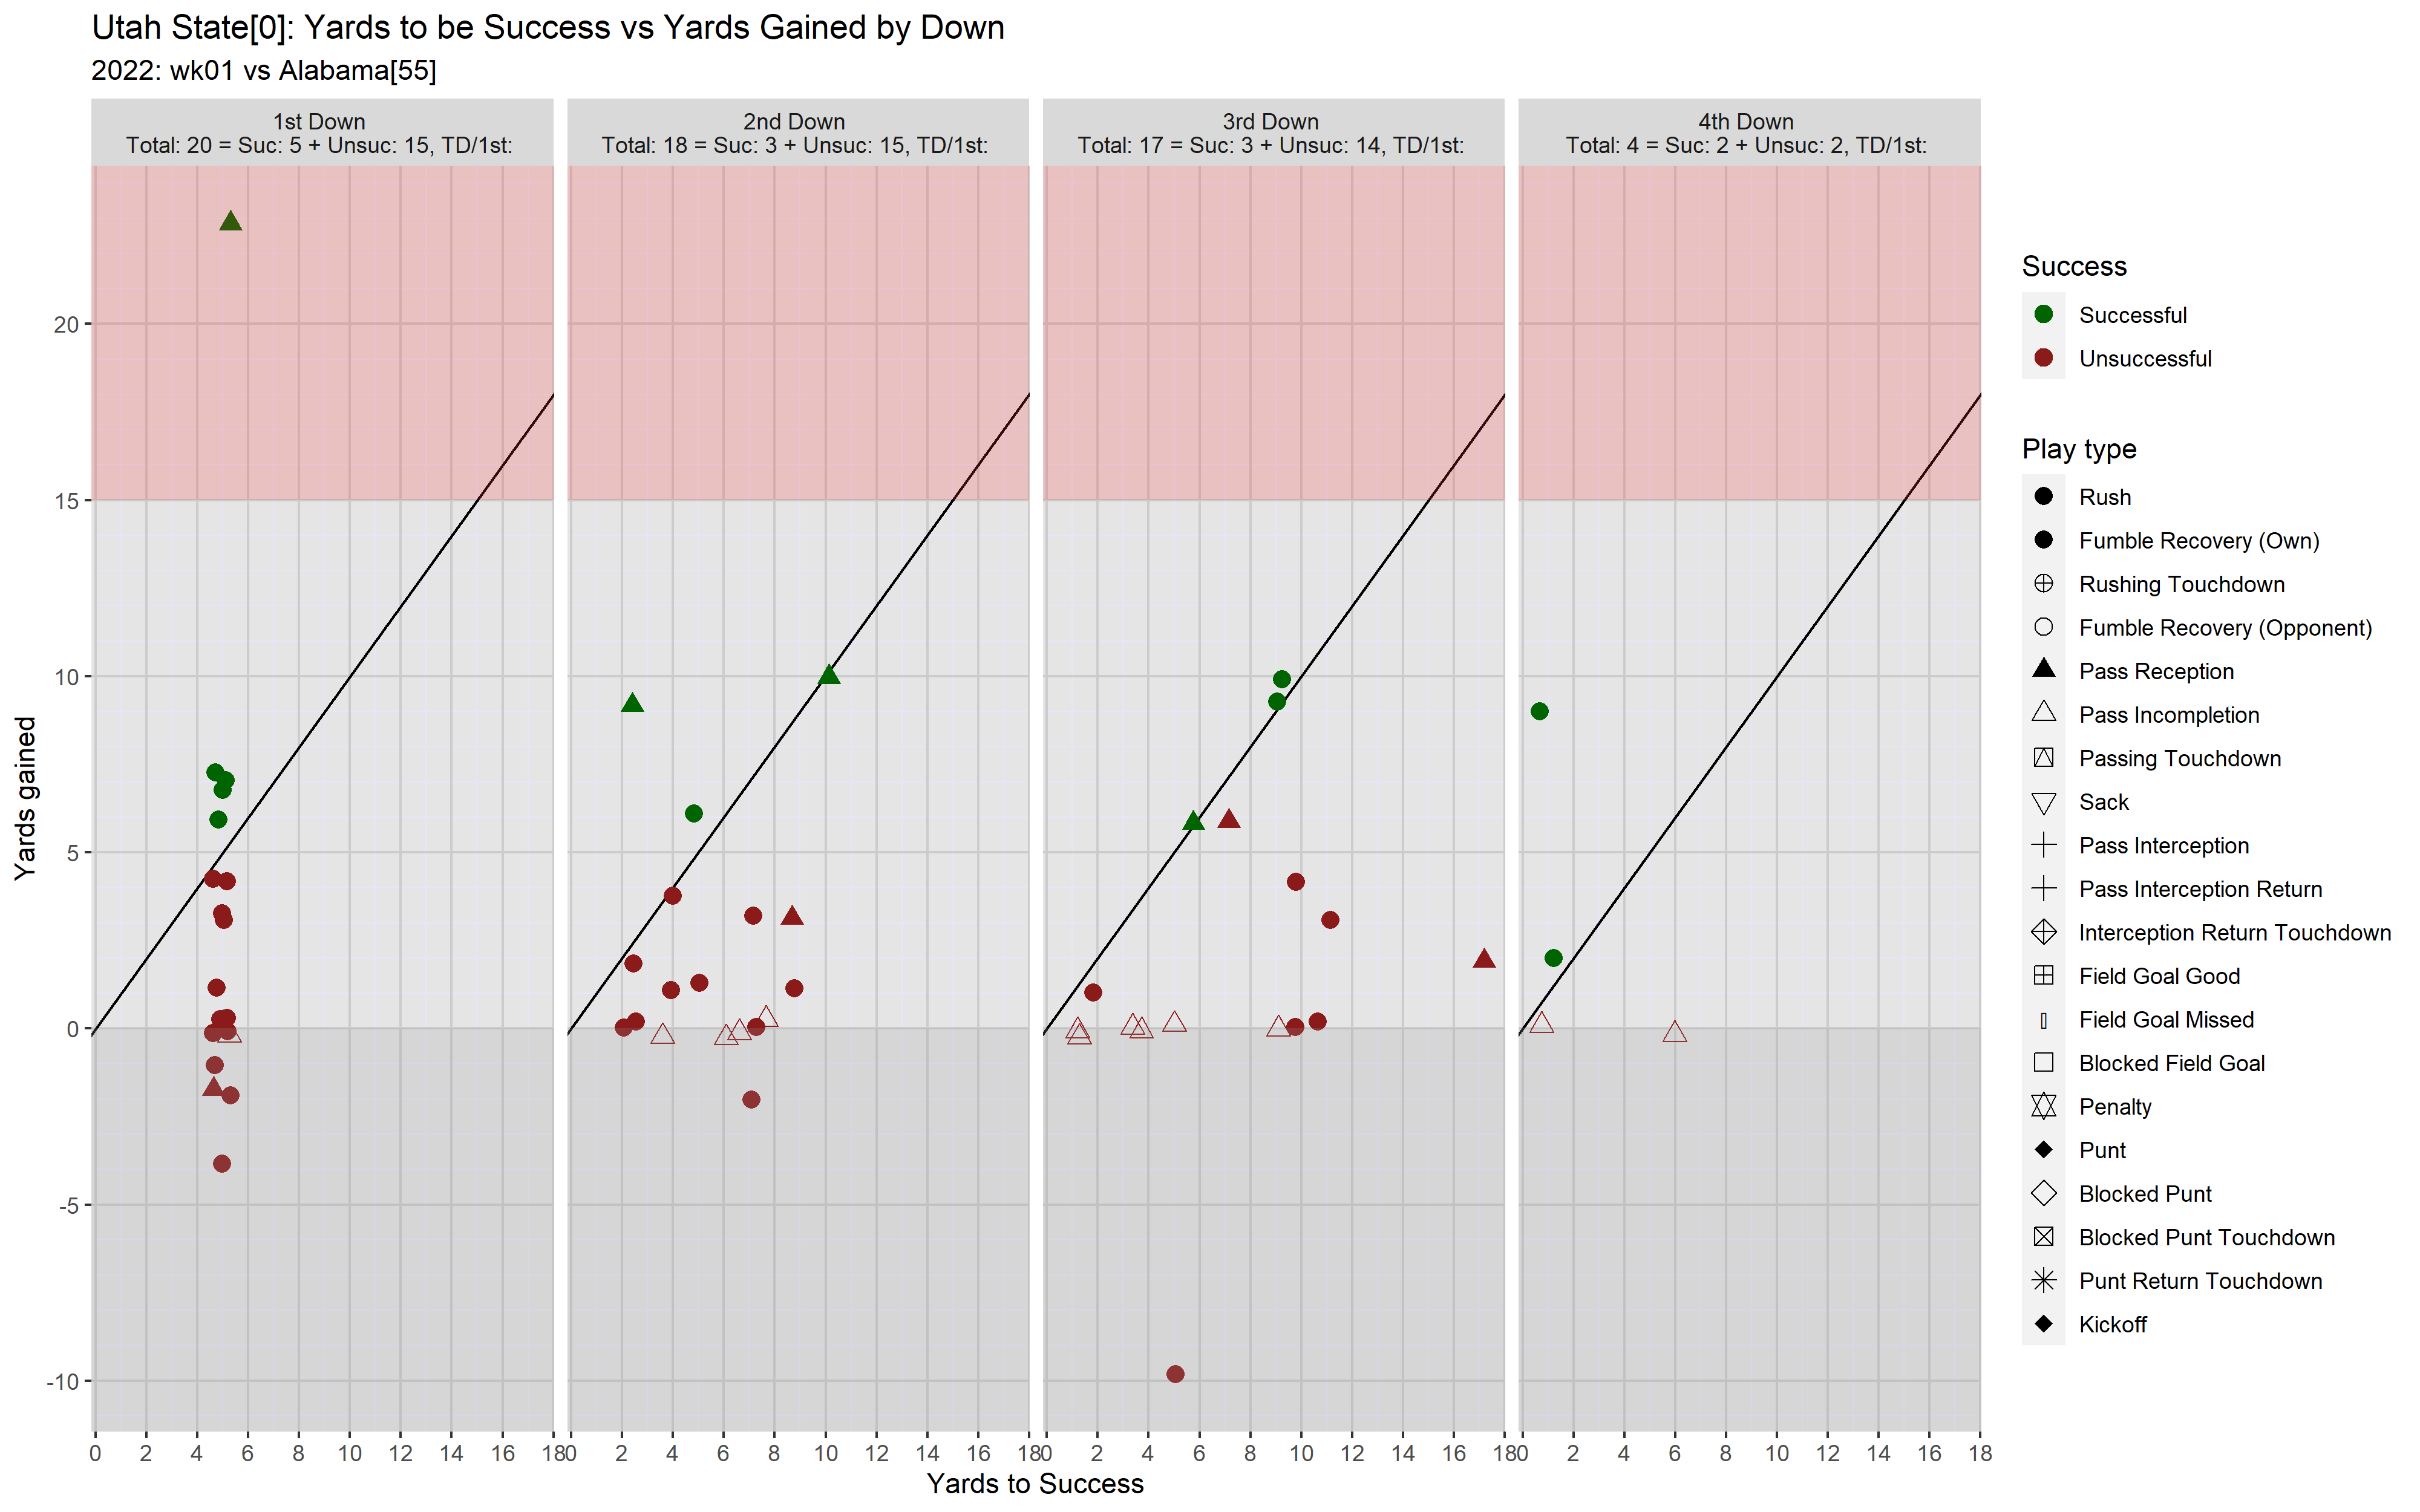 Utah State[0]: Yards to be Success vs Yards Gained by Down
2022: wk01 vs Alabama[55]
1st Down
Total: 20 = Suc: 5 + Unsuc: 15, TD/1st:
2nd Down
Total: 18 = Suc: 3 + Unsuc: 15, TD/1st:
3rd Down
Total: 17 = Suc: 3 + Unsuc: 14, TD/1st:
4th Down
Total: 4 = Suc: 2 + Unsuc: 2, TD/1st:
Yards gained
20
15
10
5
0
-5
-10
0 2 4 6 8 10 12 14 16 18
0 2 4 6 8 10 12 14 16 18
0 2 4 6 8 10 12 14 16 18
0 2 4 6 8 10 12 14 16 18
Yards to Success
Success
Successful
Unsuccessful
Play type
Rush
Fumble Recovery (Own)
Rushing Touchdown
Fumble Recovery (Opponent)
Pass Reception
Pass Incompletion
Passing Touchdown
Sack
Pass Interception
Pass Interception Return
Interception Return Touchdown
Field Goal Good
Field Goal Missed
Blocked Field Goal
Penalty
Punt
Blocked Punt
Blocked Punt Touchdown
Punt Return Touchdown
Kickoff